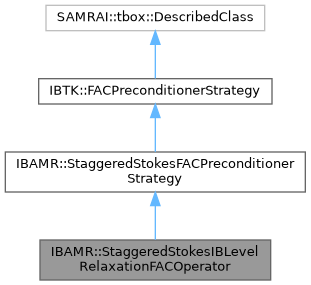 SAMRAI::tbox::DescribedClass
IBTK::FACPreconditionerStrategy
IBAMR::StaggeredStokesFACPreconditioner
Strategy
IBAMR::StaggeredStokesIBLevel
RelaxationFACOperator